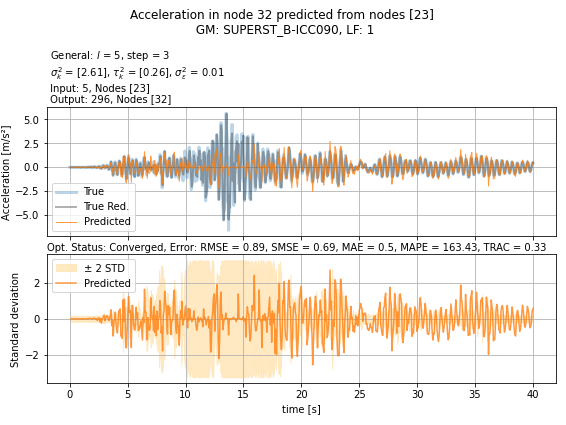 Acceleration in node 32 predicted from nodes [23]
GM: SUPERST_B-ICC090, LF: 1
General: l = 5, step = 3
σ²ₖ = [2.61], τ²ₖ = [0.26], σ²ε = 0.01
Input: 5, Nodes [23]
Output: 296, Nodes [32]
Acceleration [m/s²]
5.0
2.5
0.0
−2.5
−5.0
True
True Red.
Predicted
Opt. Status: Converged, Error: RMSE = 0.89, SMSE = 0.69, MAE = 0.5, MAPE = 163.43, TRAC = 0.33
Standard deviation
2
0
−2
± 2 STD
Predicted
0 5 10 15 20 25 30 35 40
time [s]